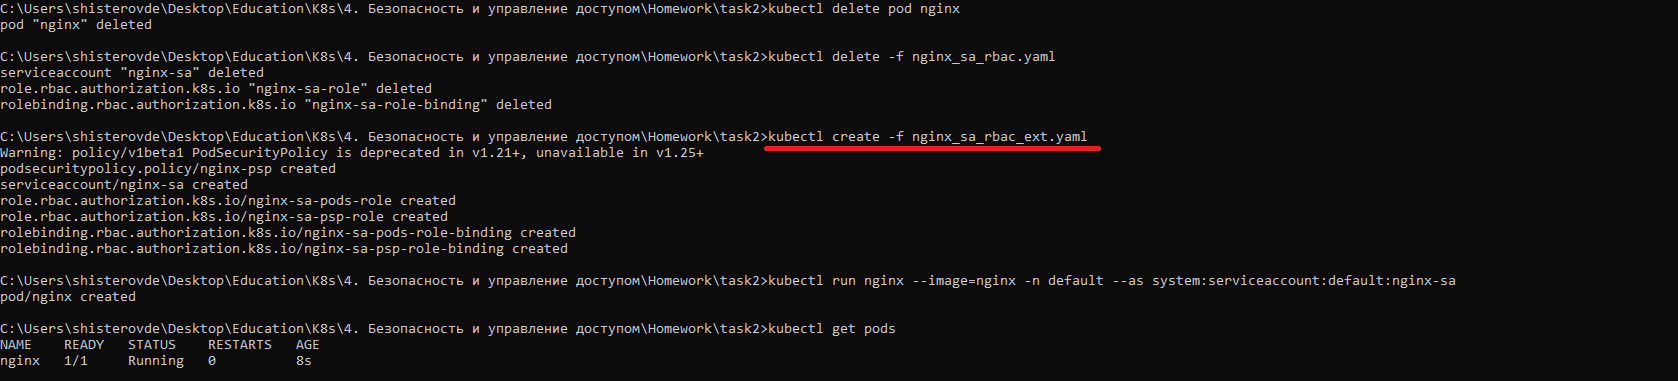 C:\Users\shisterovde\Desktop\Education\K8s\4. Безопасность и управление доступом\Homework\task2>kubectl delete pod nginx
pod "nginx" deleted
C:\Users\shisterovde\Desktop\Education\K8s\4. Безопасность и управление доступом\Homework\task2>kubectl delete -f nginx_sa_rbac.yaml
serviceaccount "nginx-sa" deleted
role.rbac.authorization.k8s.io "nginx-sa-role" deleted
rolebinding.rbac.authorization.k8s.io "nginx-sa-role-binding" deleted
C:\Users\shisterovde\Desktop\Education\K8s\4. Безопасность и управление доступом\Homework\task2>kubectl create -f nginx_sa_rbac_ext.yaml
Warning: policy/v1beta1 PodSecurityPolicy is deprecated in v1.21+, unavailable in v1.25+
podsecuritypolicy.policy/nginx-psp created
serviceaccount/nginx-sa created
role.rbac.authorization.k8s.io/nginx-sa-pods-role created
role.rbac.authorization.k8s.io/nginx-sa-psp-role created
rolebinding.rbac.authorization.k8s.io/nginx-sa-pods-role-binding created
rolebinding.rbac.authorization.k8s.io/nginx-sa-psp-role-binding created
C:\Users\shisterovde\Desktop\Education\K8s\4. Безопасность и управление доступом\Homework\task2>kubectl run nginx --image=nginx -n default --as system:serviceaccount:default:nginx-sa
pod/nginx created
C:\Users\shisterovde\Desktop\Education\K8s\4. Безопасность и управление доступом\Homework\task2>kubectl get pods
NAME    READY   STATUS    RESTARTS   AGE
nginx   1/1     Running   0          8s